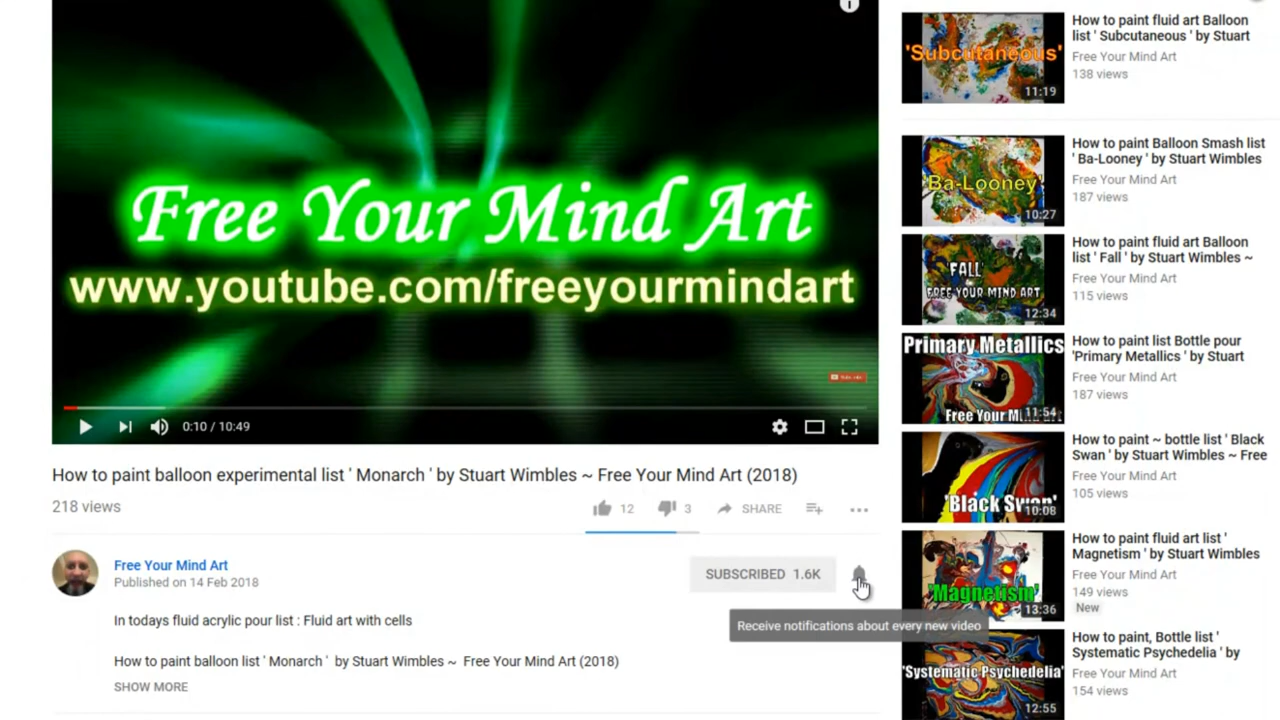 Free Your Mind Art
www.youtube.com/freeyourmindart
0:10 / 10:49
How to paint balloon experimental list ' Monarch ' by Stuart Wimbles ~ Free Your Mind Art (2018)
218 views
12
3
SHARE
Free Your Mind Art
Published on 14 Feb 2018
SUBSCRIBED 1.6K
Receive notifications about every new video
In todays fluid acrylic pour list : Fluid art with cells
How to paint balloon list ' Monarch ' by Stuart Wimbles ~ Free Your Mind Art (2018)
SHOW MORE
'Subcutaneous'
11:19
How to paint fluid art Balloon
list ' Subcutaneous ' by Stuart
Free Your Mind Art
138 views
'Ba-Looney'
10:27
How to paint Balloon Smash list
' Ba-Looney ' by Stuart Wimbles
Free Your Mind Art
187 views
FALL
FREE YOUR MIND ART
12:34
How to paint fluid art Balloon
list ' Fall ' by Stuart Wimbles ~
Free Your Mind Art
115 views
Primary Metallics
Free Your M
11:54
How to paint list Bottle pour
'Primary Metallics ' by Stuart
Free Your Mind Art
187 views
'Black Swan'
10:08
How to paint ~ bottle list ' Black
Swan ' by Stuart Wimbles ~ Free
Free Your Mind Art
105 views
'Magnetism'
13:36
How to paint fluid art list '
Magnetism ' by Stuart Wimbles
Free Your Mind Art
149 views
New
'Systematic Psychedelia'
12:55
How to paint, Bottle list '
Systematic Psychedelia ' by
Free Your Mind Art
154 views